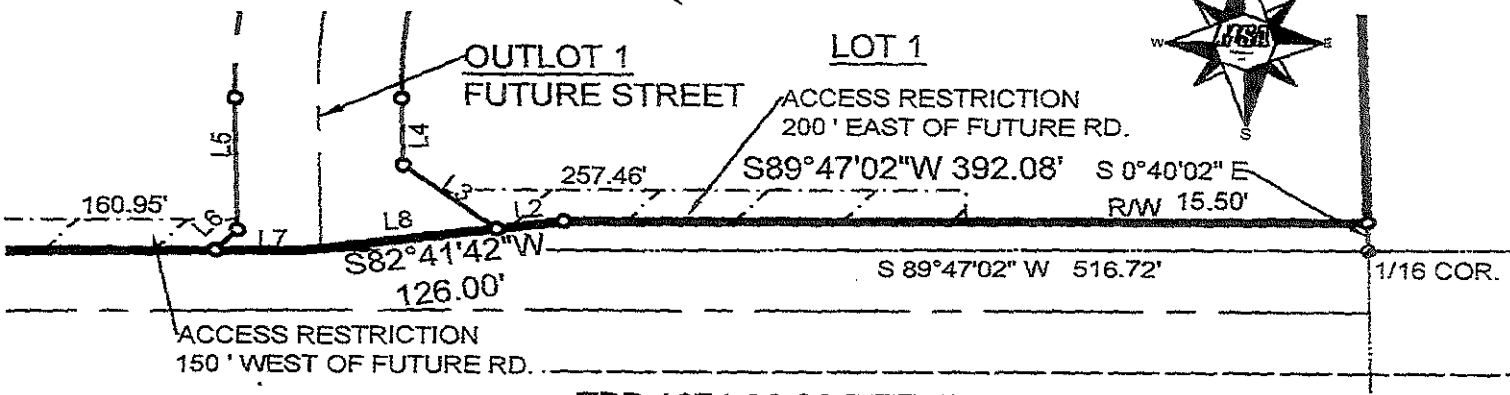 OUTLOT 1
FUTURE STREET
LOT 1
W
E
S
ACCESS RESTRICTION
200 ' EAST OF FUTURE RD.
L5
L4
L3
257.46'
S89°47'02"W 392.08'
S 0°40'02" E
R/W 15.50'
160.95'
L6
L7
L8
L2
S82°41'42"W
126.00'
S 89°47'02" W 516.72'
1/16 COR.
ACCESS RESTRICTION
150 ' WEST OF FUTURE RD.